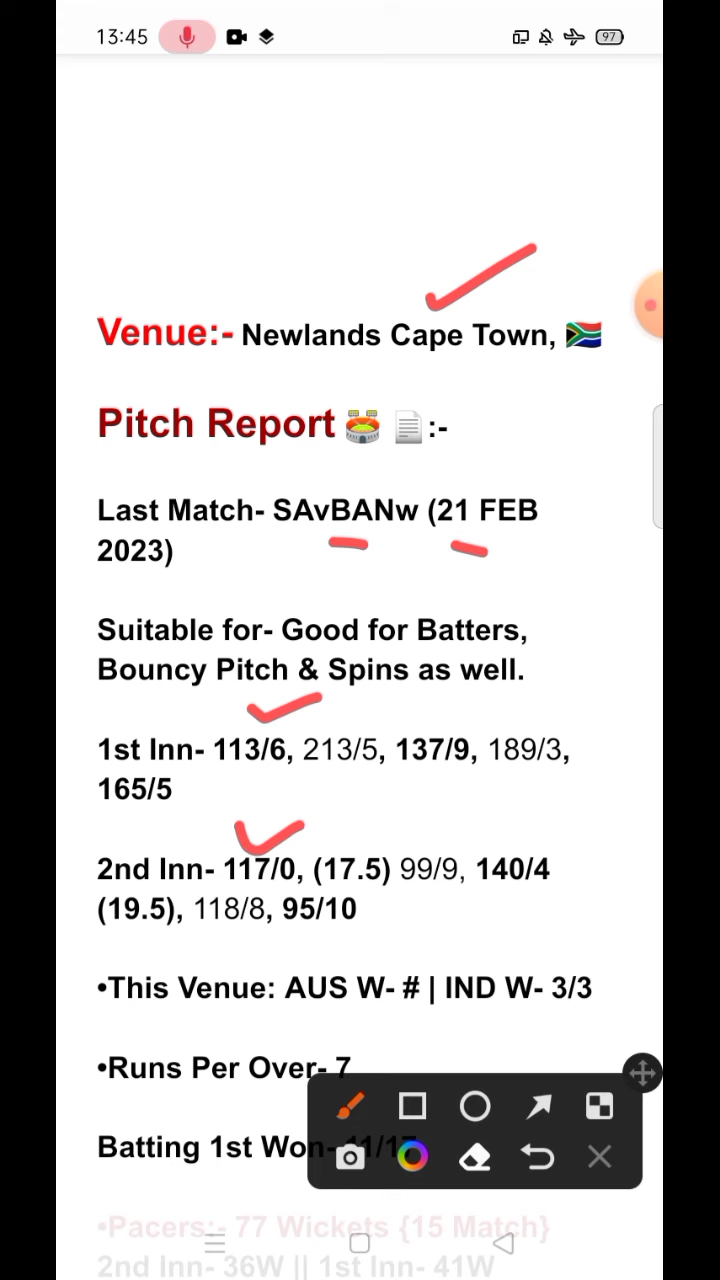 13:45
97
Venue:- Newlands Cape Town, 🇿🇦
Pitch Report 🏟️ 📄:-
Last Match- SAvBANw (21 FEB
2023)
Suitable for- Good for Batters,
Bouncy Pitch & Spins as well.
1st Inn- 113/6, 213/5, 137/9, 189/3,
165/5
2nd Inn- 117/0, (17.5) 99/9, 140/4
(19.5), 118/8, 95/10
•This Venue: AUS W- # | IND W- 3/3
•Runs Per Over- 7
Batting 1st Won-
•Pacers:- 77 Wickets {15 Match}
2nd Inn- 36W || 1st Inn- 41W